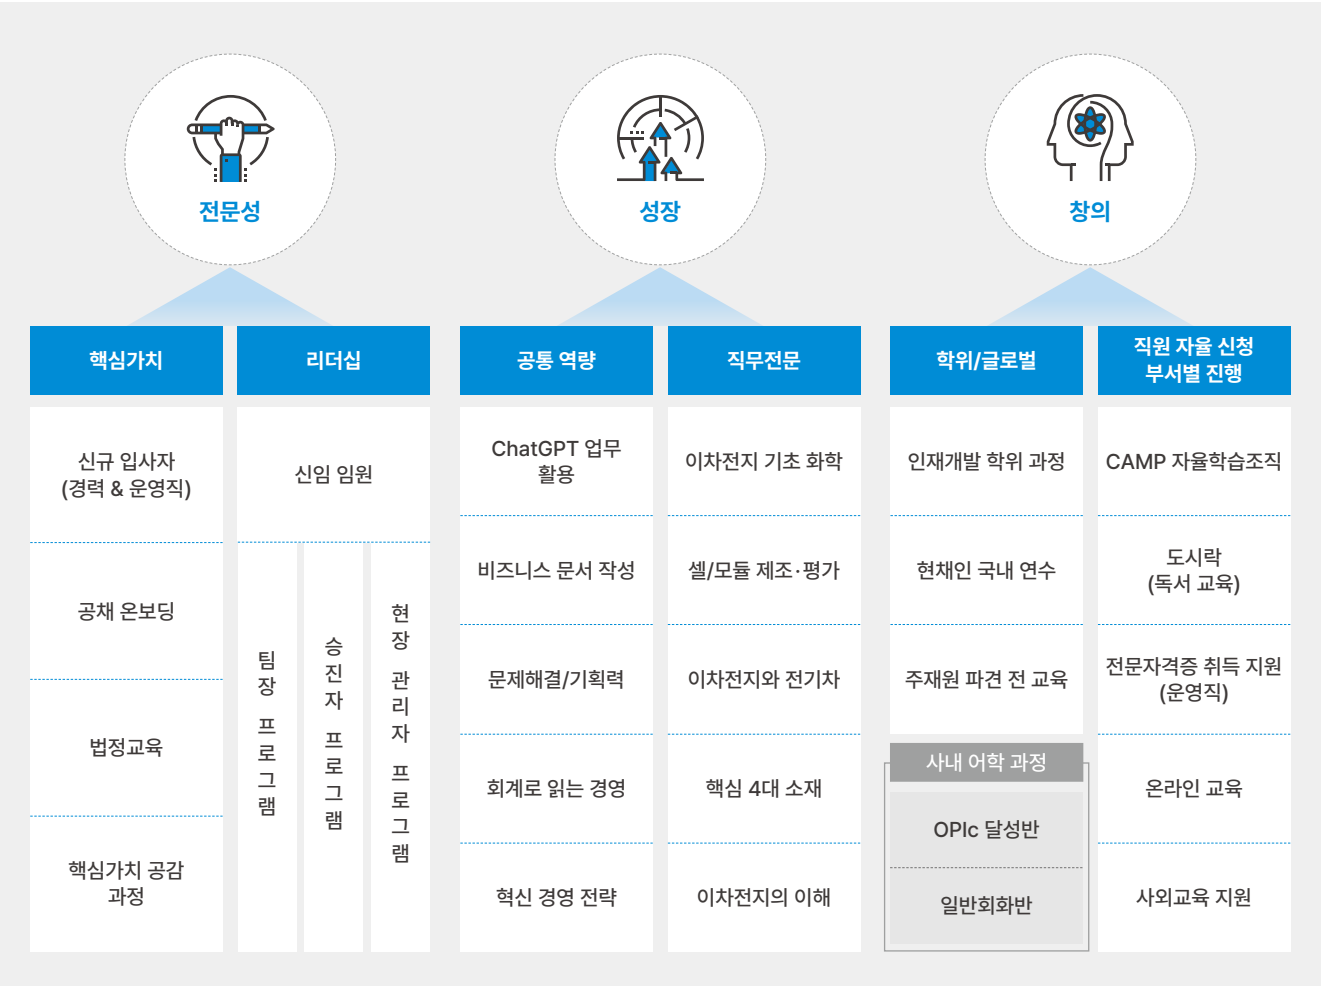 전문성
핵심가치
리더십
신규 입사자
(경력 & 운영직)
공채 온보딩
법정교육
핵심가치 공감
과정
신임 임원
팀장 프로그램
승진자 프로그램
현장 관리자 프로그램
성장
공통 역량
직무전문
ChatGPT 업무
활용
비즈니스 문서 작성
문제해결/기획력
회계로 읽는 경영
혁신 경영 전략
이차전지 기초 화학
셀/모듈 제조·평가
이차전지와 전기차
핵심 4대 소재
이차전지의 이해
창의
학위/글로벌
직원 자율 신청
부서별 진행
인재개발 학위 과정
현채인 국내 연수
주재원 파견 전 교육
사내 어학 과정
OPIc 달성반
일반회화반
CAMP 자율학습조직
도시락
(독서 교육)
전문자격증 취득 지원
(운영직)
온라인 교육
사외교육 지원